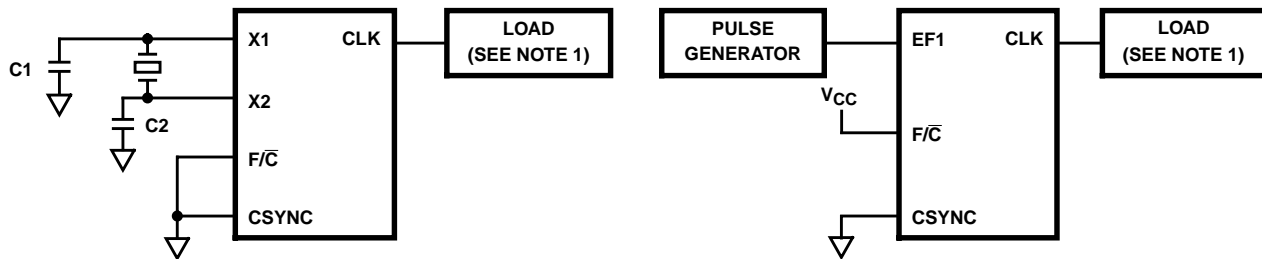 X1
CLK
LOAD
(SEE NOTE 1)
C1
X2
C2
F/C̅
CSYNC
PULSE
GENERATOR
EF1
CLK
LOAD
(SEE NOTE 1)
VCC
F/C̅
CSYNC